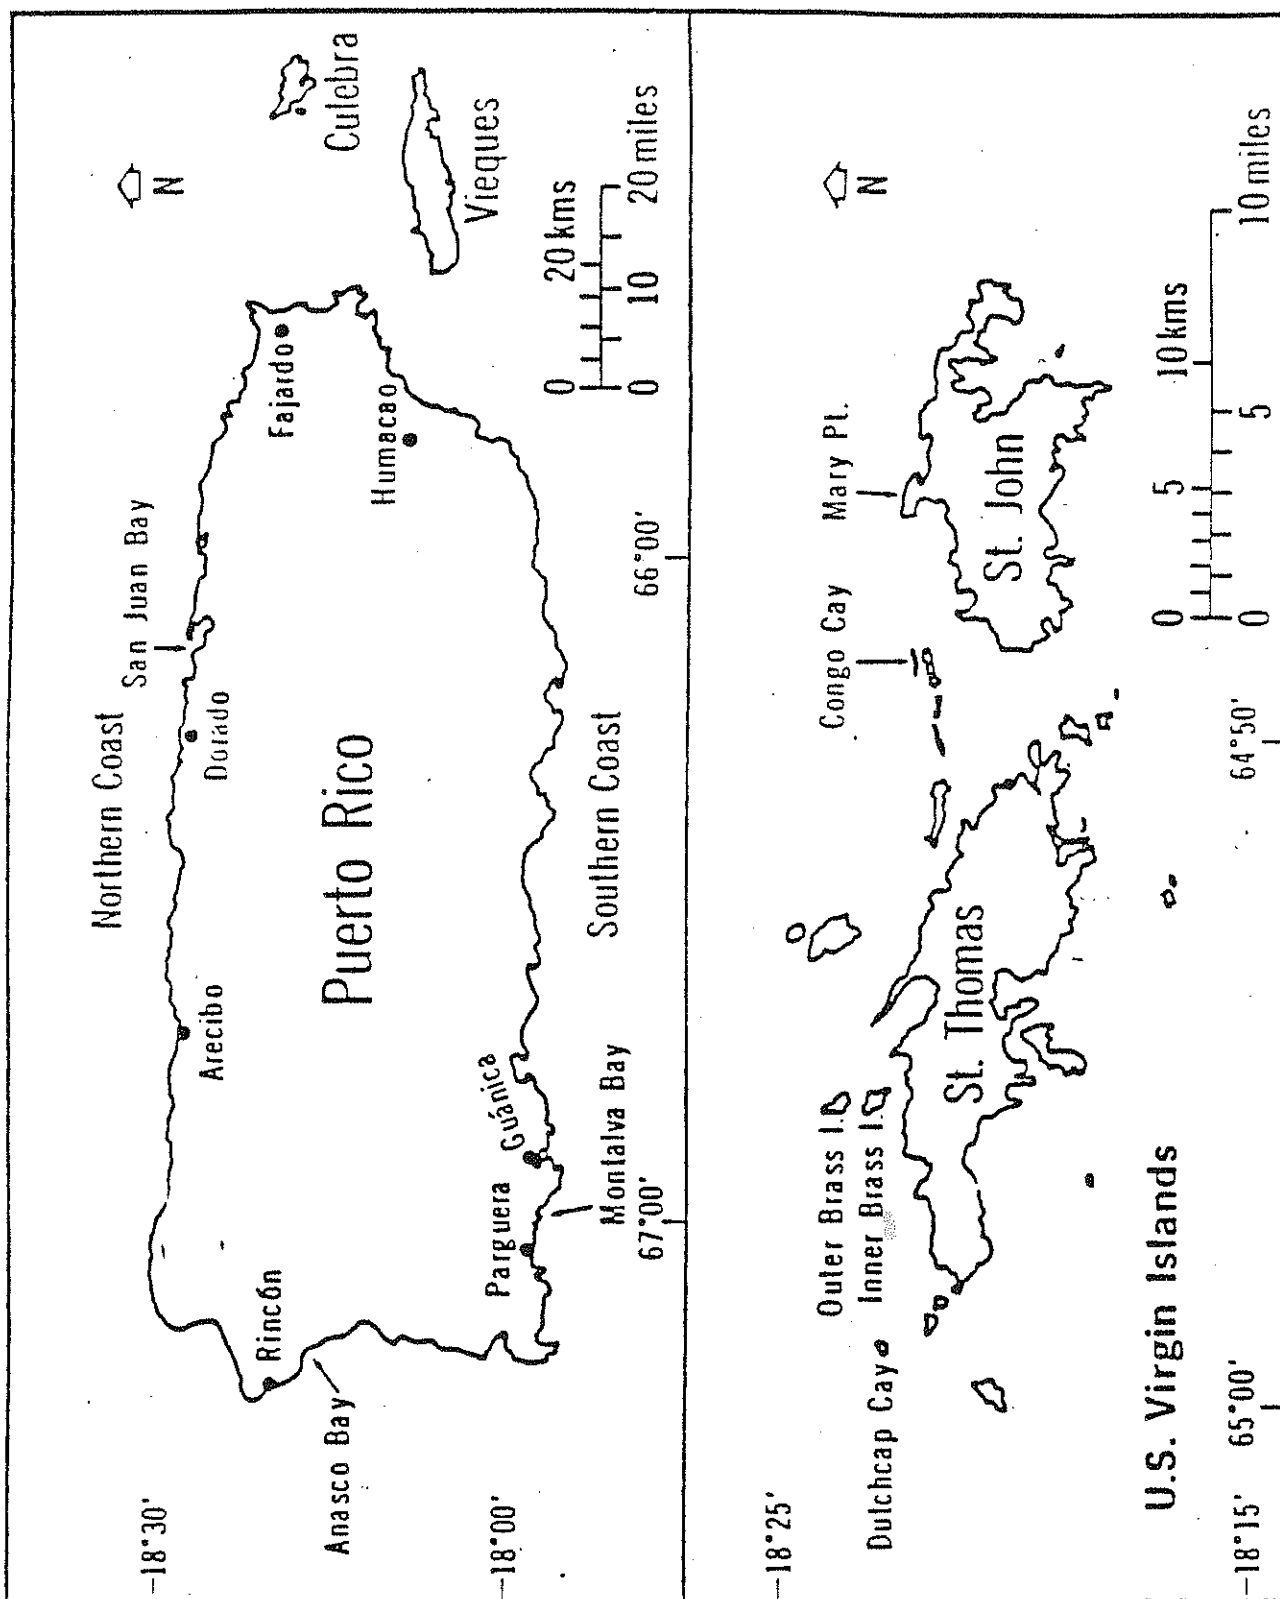 Northern Coast
San Juan Bay
N
Culebra
Vieques
-18°30'
Arecibo
Dorado
Fajardo
Humacao
Rincón
Anasco Bay
Puerto Rico
-18°00'
Parguera
Guánica
Montalva Bay
Southern Coast
0 20 kms
0 10 20 miles
67°00'
66°00'
-18°25'
Outer Brass I.
Inner Brass I.
Dutchcap Cay
Congo Cay
Mary Pt.
N
St. Thomas
St. John
U.S. Virgin Islands
0 5 10 kms
0 5 10 miles
-18°15'
65°00'
64°50'